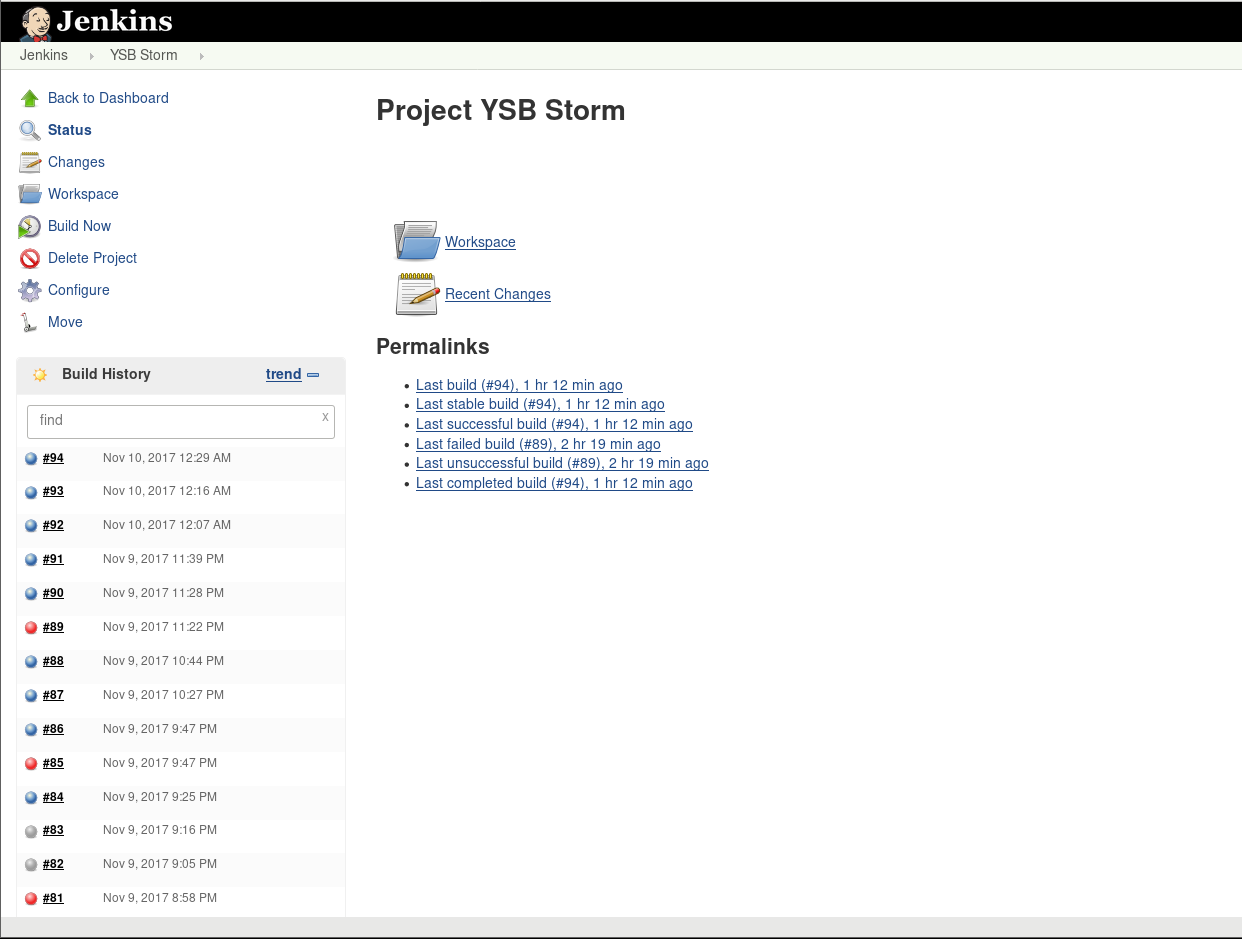 Jenkins
Jenkins YSB Storm
Back to Dashboard
Status
Changes
Workspace
Build Now
Delete Project
Configure
Move
Build History trend
find x
#94 Nov 10, 2017 12:29 AM
#93 Nov 10, 2017 12:16 AM
#92 Nov 10, 2017 12:07 AM
#91 Nov 9, 2017 11:39 PM
#90 Nov 9, 2017 11:28 PM
#89 Nov 9, 2017 11:22 PM
#88 Nov 9, 2017 10:44 PM
#87 Nov 9, 2017 10:27 PM
#86 Nov 9, 2017 9:47 PM
#85 Nov 9, 2017 9:47 PM
#84 Nov 9, 2017 9:25 PM
#83 Nov 9, 2017 9:16 PM
#82 Nov 9, 2017 9:05 PM
#81 Nov 9, 2017 8:58 PM
Project YSB Storm
Workspace
Recent Changes
Permalinks
Last build (#94), 1 hr 12 min ago
Last stable build (#94), 1 hr 12 min ago
Last successful build (#94), 1 hr 12 min ago
Last failed build (#89), 2 hr 19 min ago
Last unsuccessful build (#89), 2 hr 19 min ago
Last completed build (#94), 1 hr 12 min ago